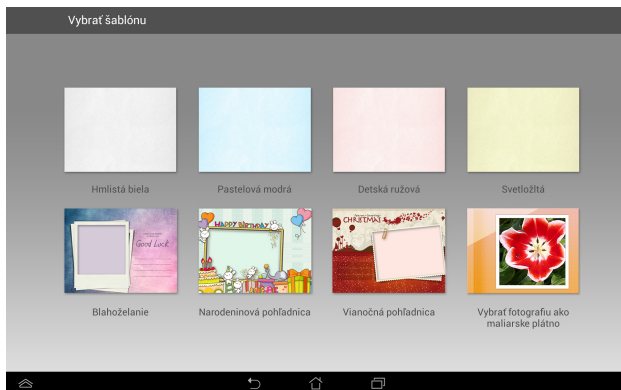 Vybrať šablónu
Hmlistá biela
Pastelová modrá
Detská ružová
Svetložltá
Good Luck
HAPPY BIRTHDAY
CHRISTMAS
Blahoželanie
Narodeninová pohľadnica
Vianočná pohľadnica
Vybrať fotografiu ako
maliarske plátno